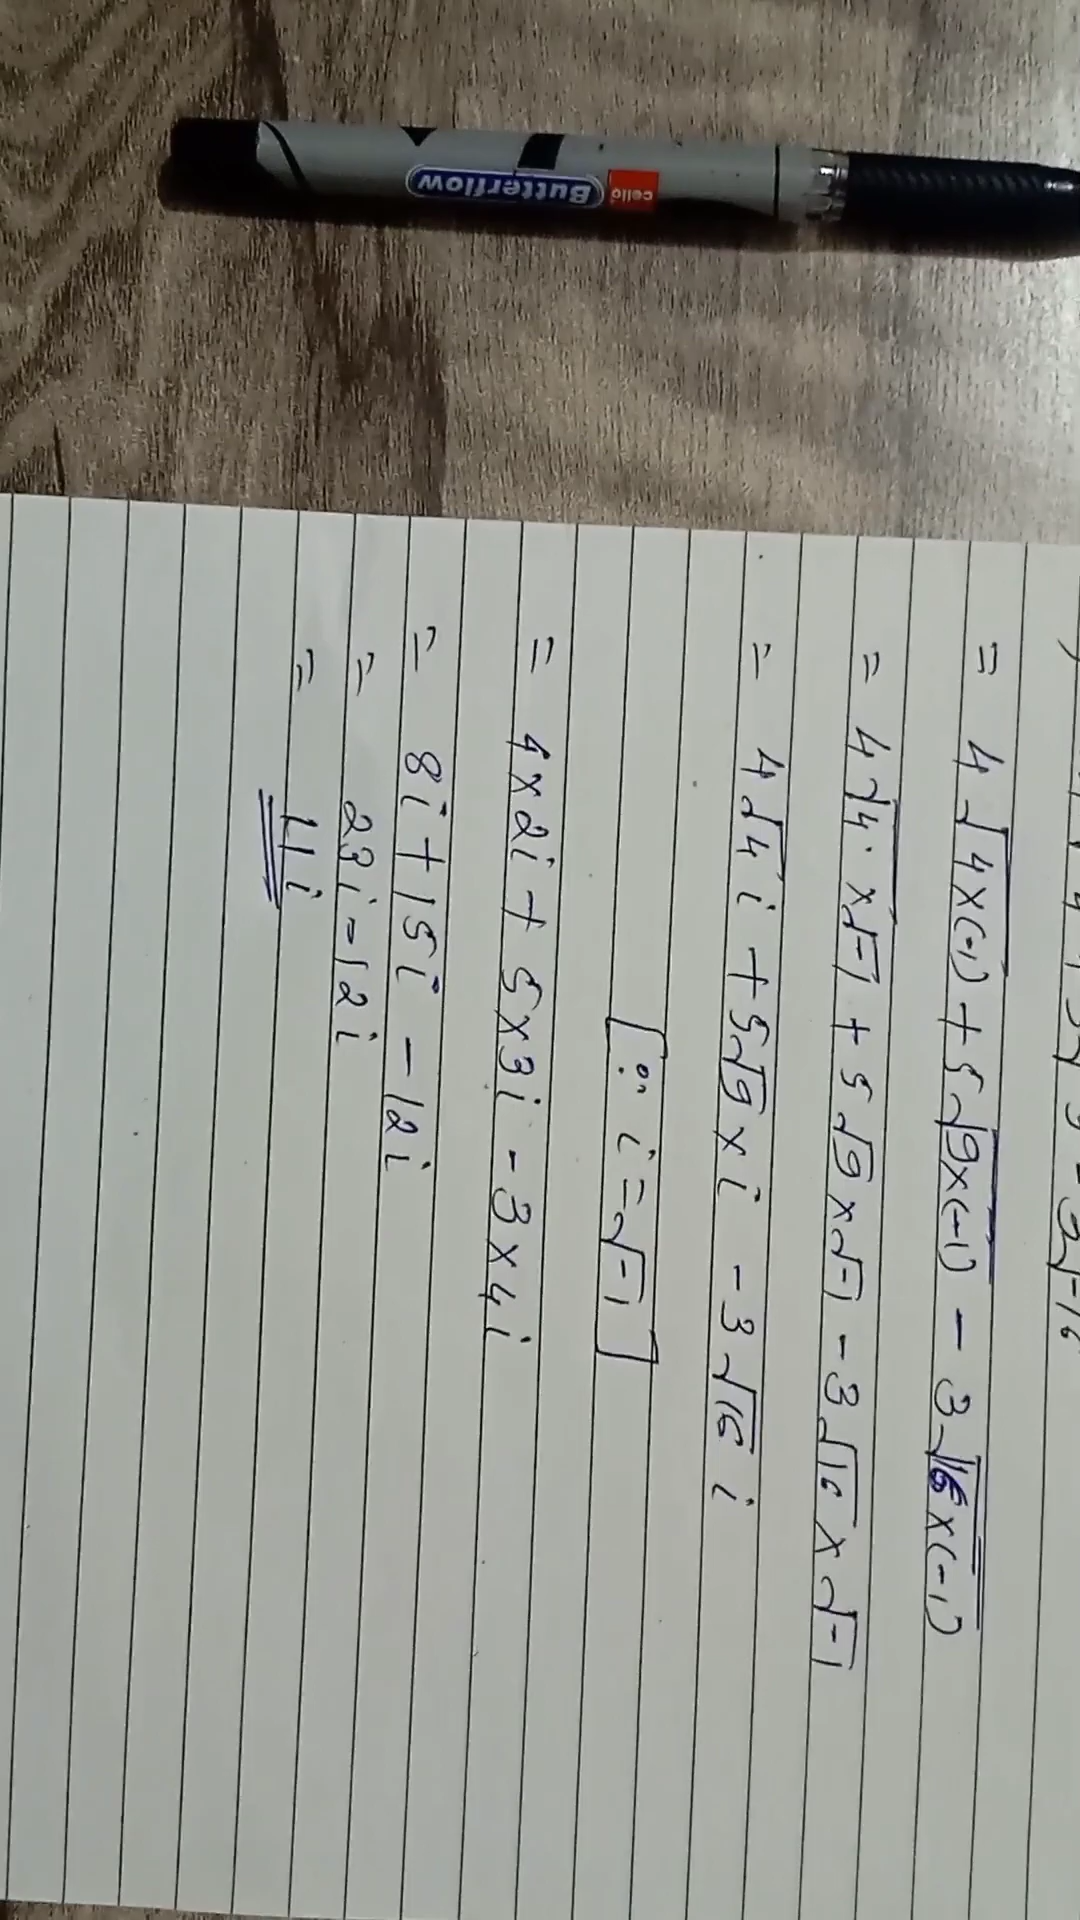 cello Butterflow
= 4√4×(-1) + 5√9×(-1) - 3√16×(-1)
= 4√4 . ×√-1 + 5√9×√-1 - 3√16 × √-1
= 4√4 i + 5√9 × i - 3√16 i
[∵ i = √-1]
= 4×2i + 5×3i - 3×4i
= 8i + 15i - 12i
= 23i - 12i
= 11i